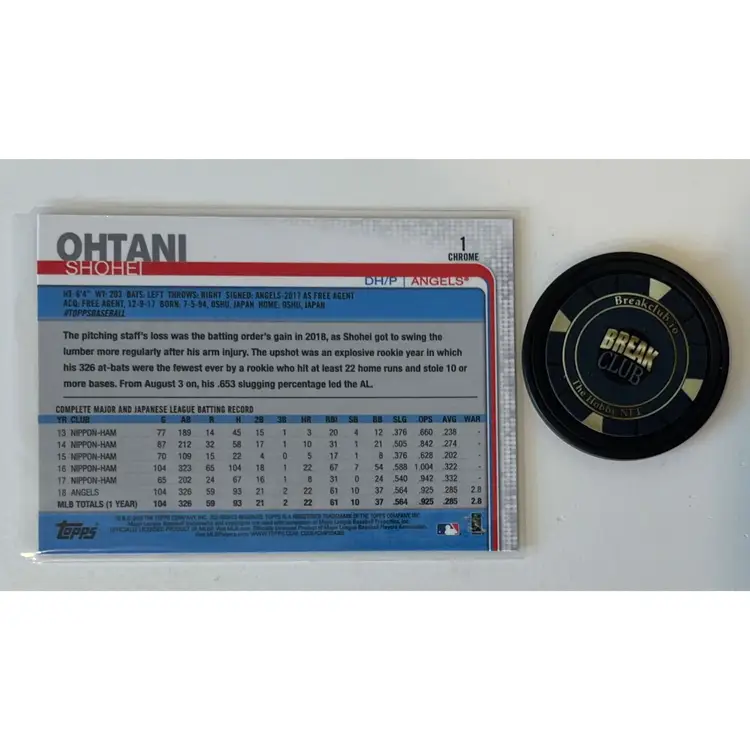 OHTANI
SHOHEI
1
CHROME
DH/P | ANGELS®
HT: 6'4" WT: 203 BATS: LEFT THROWS: RIGHT SIGNED: ANGELS-2017 AS FREE AGENT
ACQ: FREE AGENT, 12-9-17 BORN: 7-5-94, OSHU, JAPAN HOME: OSHU, JAPAN
#TOPPSBASEBALL
The pitching staff's loss was the batting order's gain in 2018, as Shohei got to swing the
lumber more regularly after his arm injury. The upshot was an explosive rookie year in which
his 326 at-bats were the fewest ever by a rookie who hit at least 22 home runs and stole 10 or
more bases. From August 3 on, his .653 slugging percentage led the AL.
COMPLETE MAJOR AND JAPANESE LEAGUE BATTING RECORD
YR CLUB G AB R H 2B 3B HR RBI SB BB SLG OPS AVG WAR
13 NIPPON-HAM 77 189 14 45 15 1 3 20 4 12 .376 .660 .238 -
14 NIPPON-HAM 87 212 32 58 17 1 10 31 1 21 .505 .842 .274 -
15 NIPPON-HAM 70 109 15 22 4 0 5 17 1 8 .376 .628 .202 -
16 NIPPON-HAM 104 323 65 104 18 1 22 67 7 54 .588 1.004 .322 -
17 NIPPON-HAM 65 202 24 67 16 1 8 31 0 24 .540 .942 .332 -
18 ANGELS 104 326 59 93 21 2 22 61 10 37 .564 .925 .285 2.8
MLB TOTALS (1 YEAR) 104 326 59 93 21 2 22 61 10 37 .564 .925 .285 2.8
Topps
Breakclub.io
BREAK
CLUB
The Hobby NFT